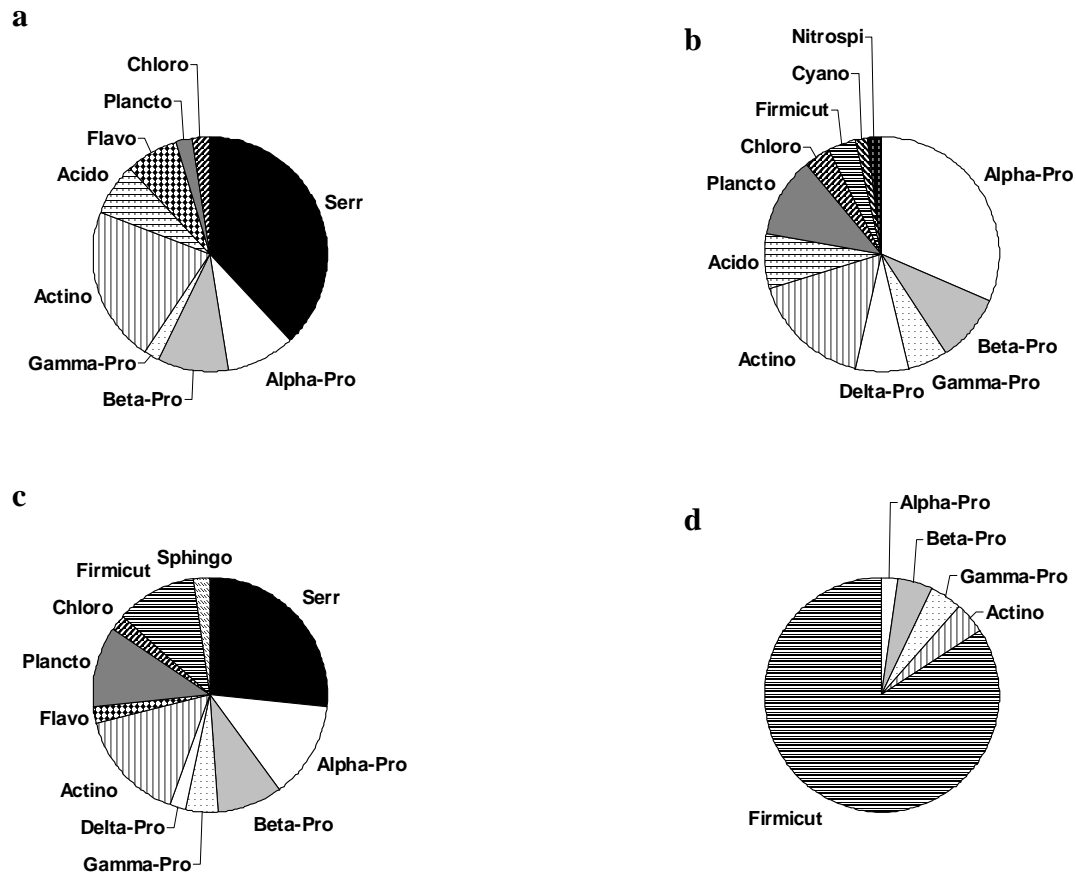 a
Chloro
Plancto
Flavo
Acido
Serr
Actino
Gamma-Pro
Beta-Pro
Alpha-Pro
b
Nitrospi
Cyano
Firmicut
Chloro
Plancto
Alpha-Pro
Acido
Actino
Beta-Pro
Delta-Pro
Gamma-Pro
c
Sphingo
Firmicut
Serr
Chloro
Plancto
Flavo
Alpha-Pro
Actino
Delta-Pro
Beta-Pro
Gamma-Pro
d
Alpha-Pro
Beta-Pro
Gamma-Pro
Actino
Firmicut